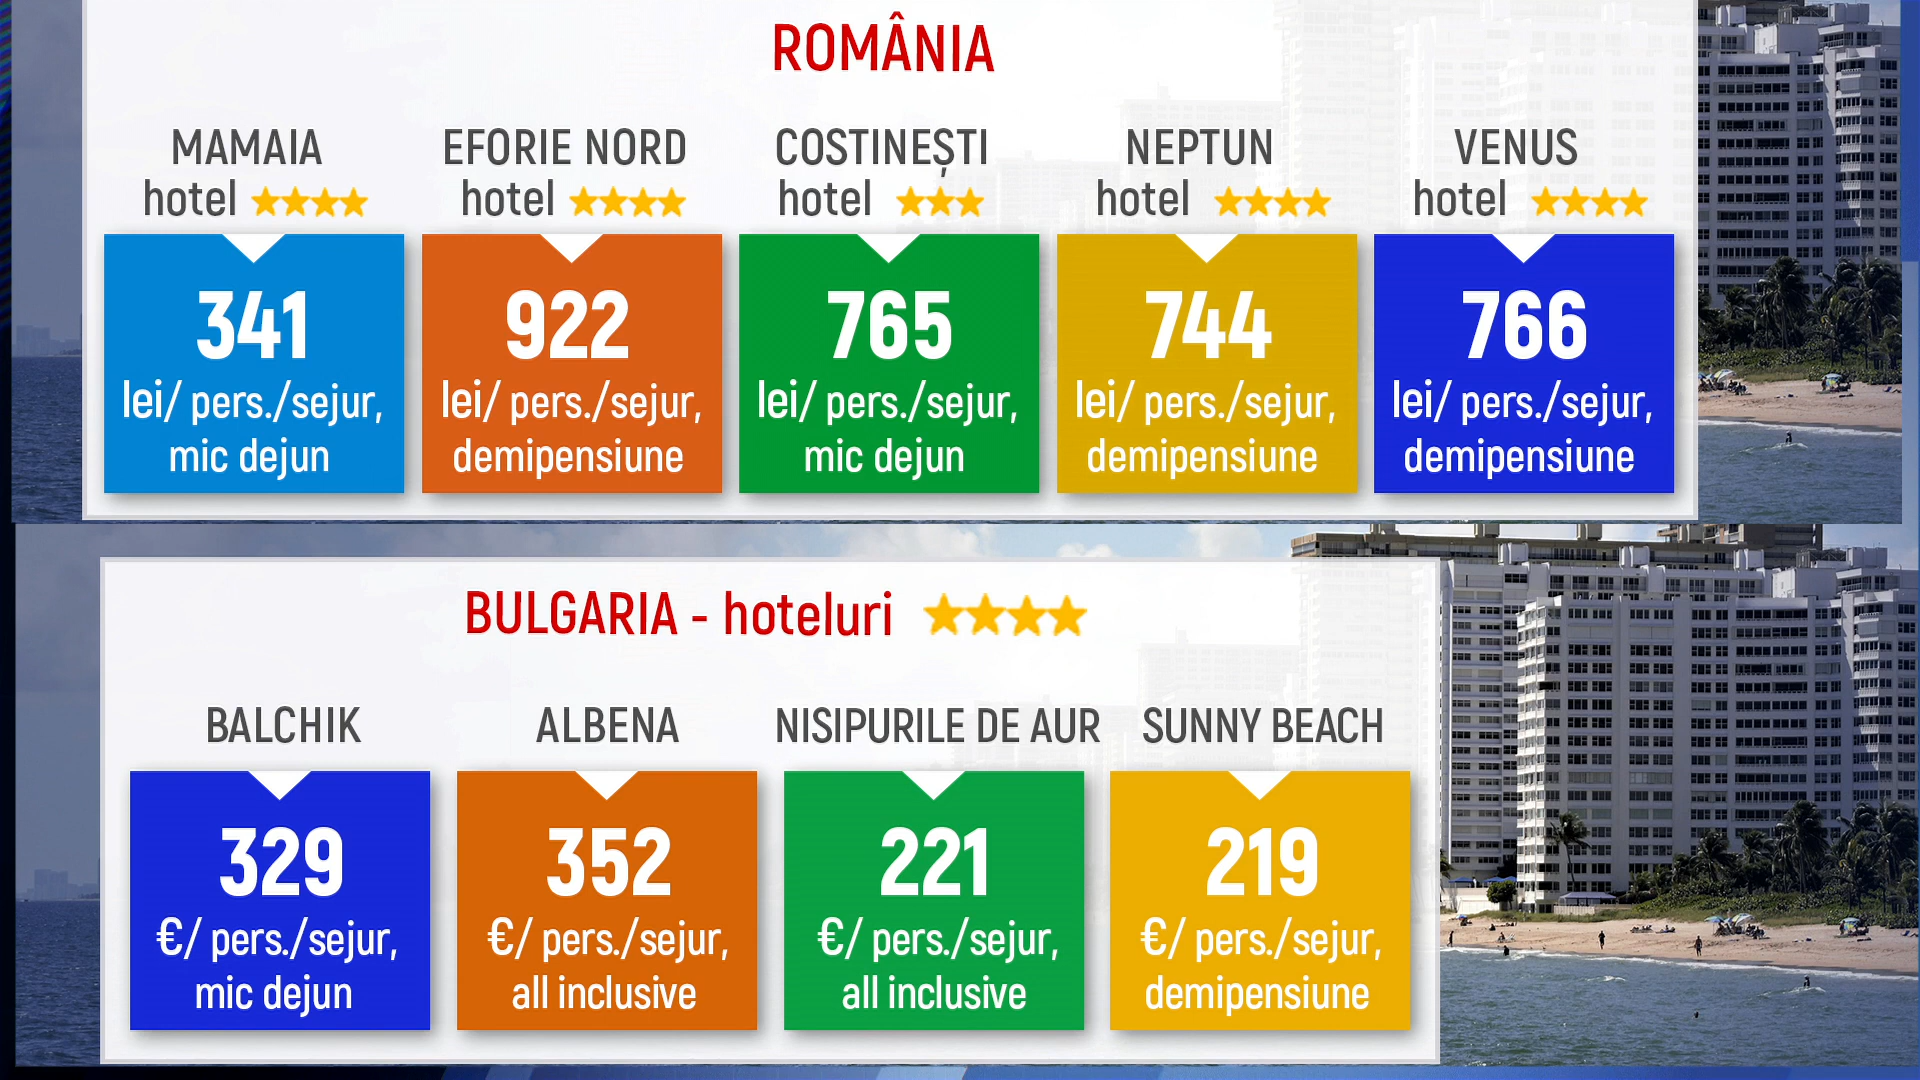 ROMÂNIA
MAMAIA
hotel
341
lei/ pers./sejur,
mic dejun
EFORIE NORD
hotel
922
lei/ pers./sejur,
demipensiune
COSTINEȘTI
hotel
765
lei/ pers./sejur,
mic dejun
NEPTUN
hotel
744
lei/ pers./sejur,
demipensiune
VENUS
hotel
766
lei/ pers./sejur,
demipensiune
BULGARIA - hoteluri
BALCHIK
329
€/ pers./sejur,
mic dejun
ALBENA
352
€/ pers./sejur,
all inclusive
NISIPURILE DE AUR
221
€/ pers./sejur,
all inclusive
SUNNY BEACH
219
€/ pers./sejur,
demipensiune